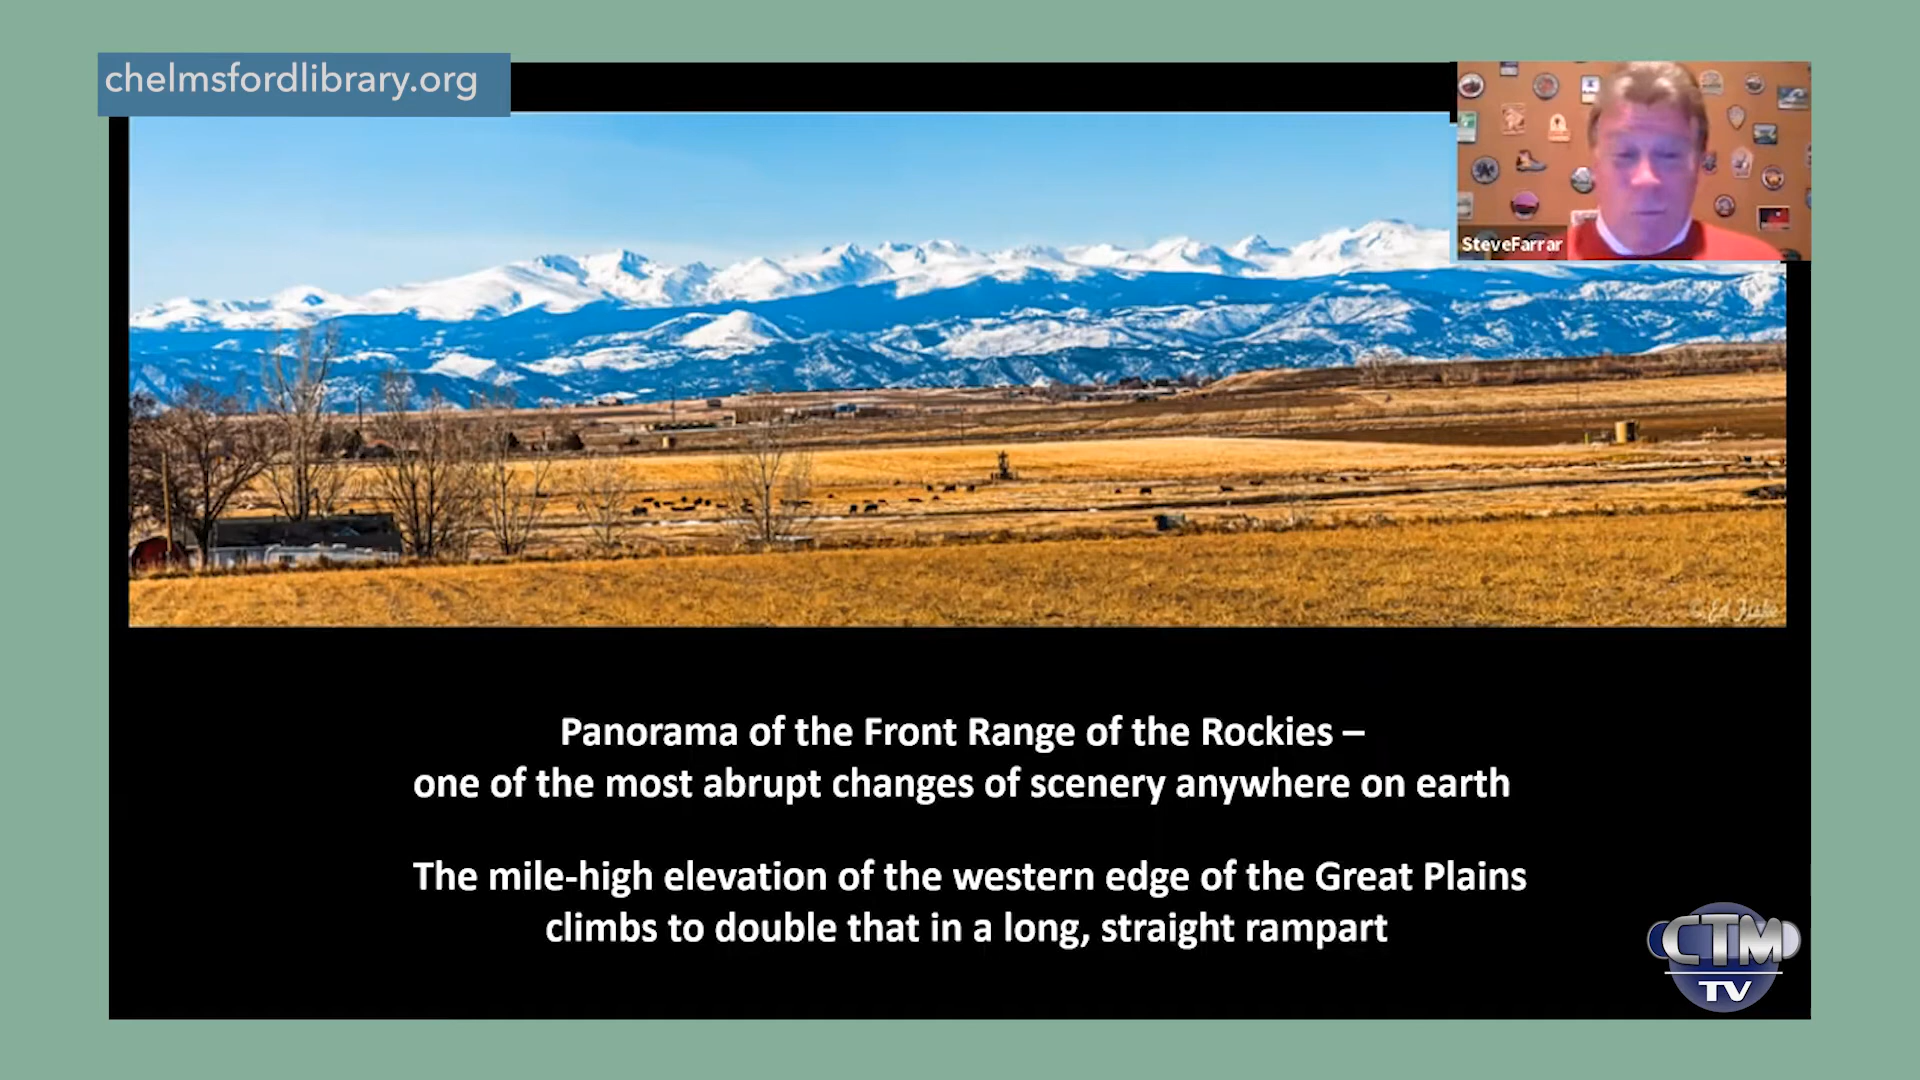 chelmsfordlibrary.org
SteveFarrar
Panorama of the Front Range of the Rockies –
one of the most abrupt changes of scenery anywhere on earth
The mile-high elevation of the western edge of the Great Plains
climbs to double that in a long, straight rampart
CTM
TV